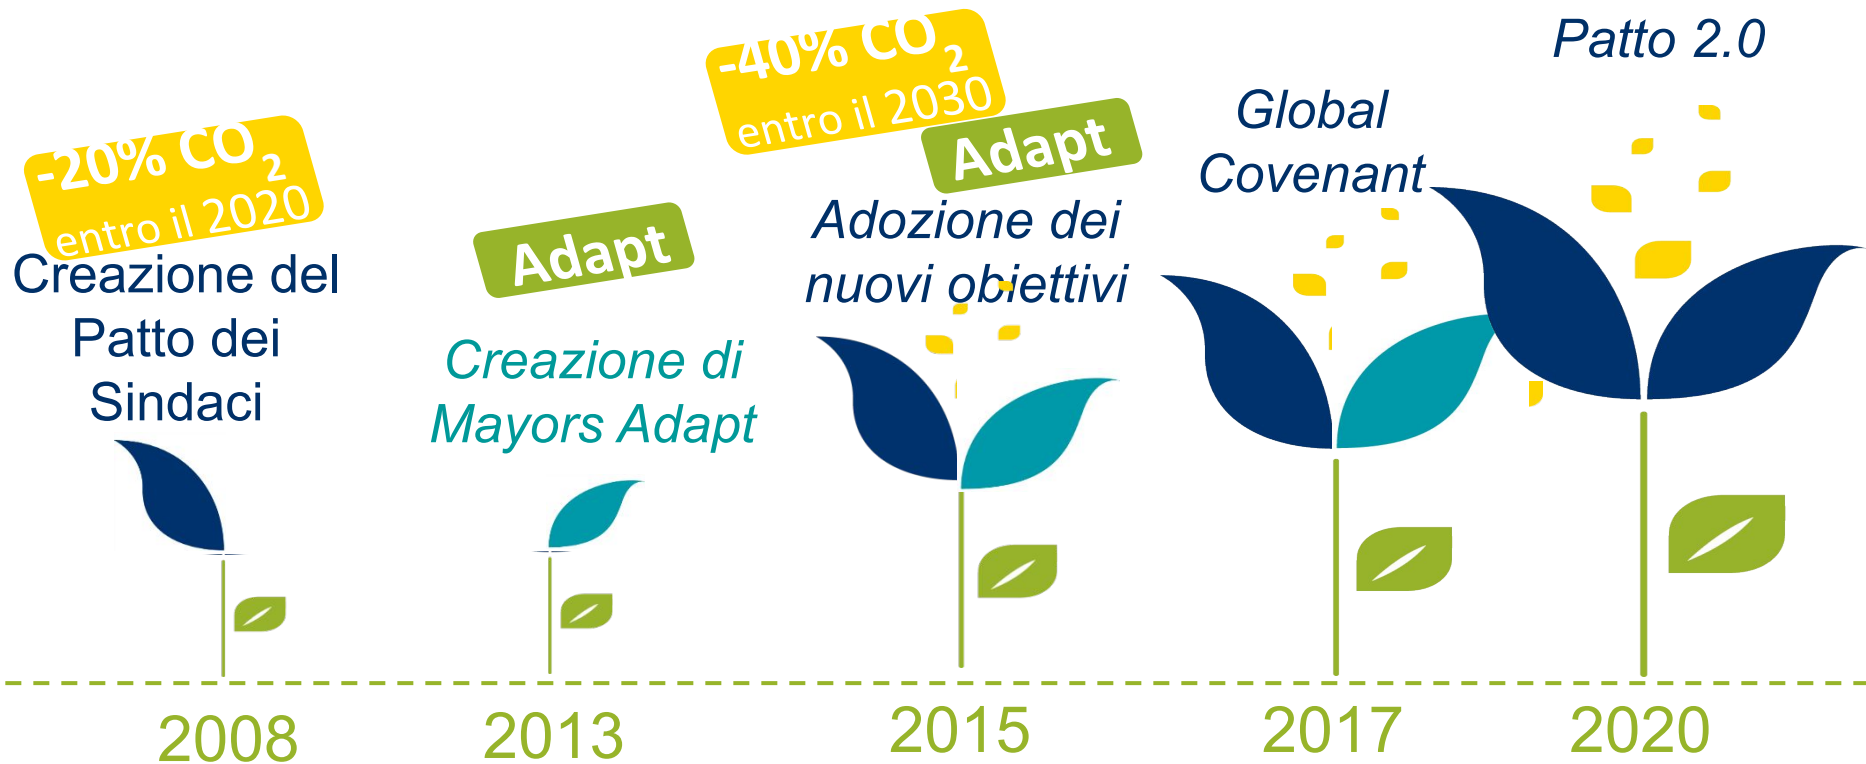 -20% CO2
entro il 2020
Creazione del
Patto dei
Sindaci
Adapt
Creazione di
Mayors Adapt
-40% CO2
entro il 2030
Adapt
Adozione dei
nuovi obiettivi
Global
Covenant
Patto 2.0
2008
2013
2015
2017
2020